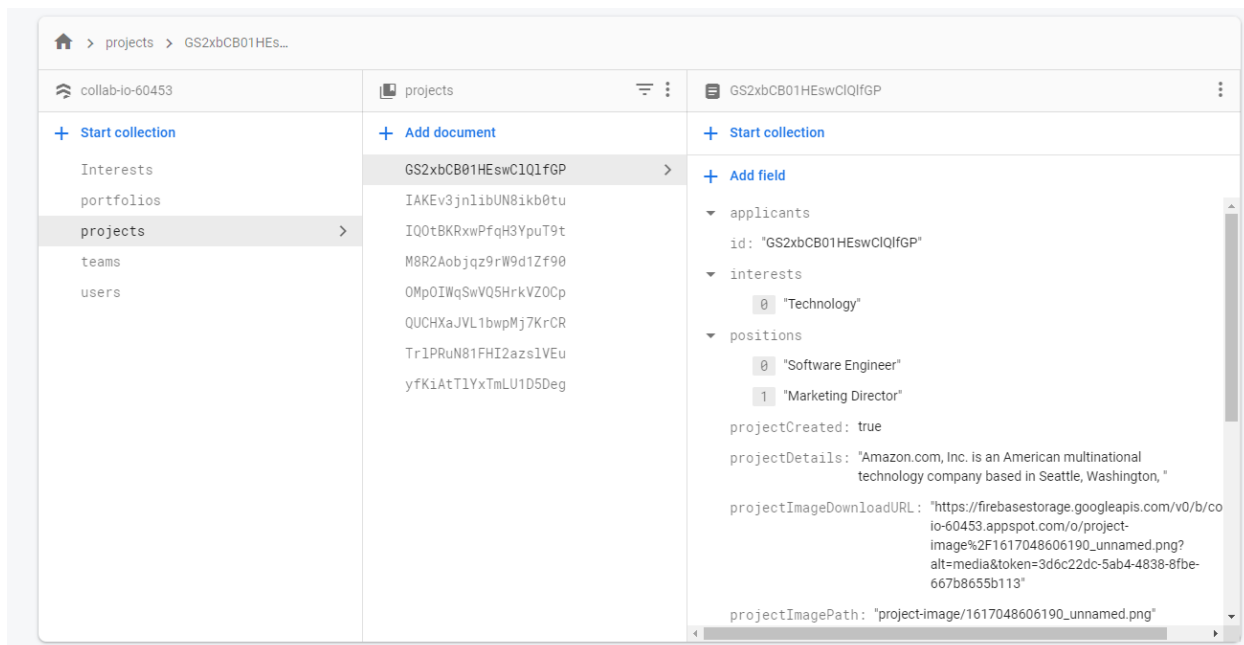 projects > GS2xbCB01HEs...
collab-io-60453
Start collection
Interests
portfolios
projects
teams
users
projects
Add document
GS2xbCB01HEswClQlfGP
IAKEv3jnlibUN8ikb0tu
IQOtBKRxwPfqH3YpuT9t
M8R2Aobjqz9rW9d1Zf90
OMpOIWqSwVQ5HrkVZOCp
QUCHXaJVL1bwpMj7KrCR
TrlPRuN81FHI2azslVEu
yfKiAtTlYxTmLU1D5Deg
GS2xbCB01HEswClQlfGP
Start collection
Add field
applicants
id: "GS2xbCB01HEswClQlfGP"
interests
0 "Technology"
positions
0 "Software Engineer"
1 "Marketing Director"
projectCreated: true
projectDetails: "Amazon.com, Inc. is an American multinational
technology company based in Seattle, Washington, "
projectImageDownloadURL: "https://firebasestorage.googleapis.com/v0/b/co
io-60453.appspot.com/o/project-
image%2F1617048606190_unnamed.png?
alt=media&token=3d6c22dc-5ab4-4838-8fbe-
667b8655b113"
projectImagePath: "project-image/1617048606190_unnamed.png"